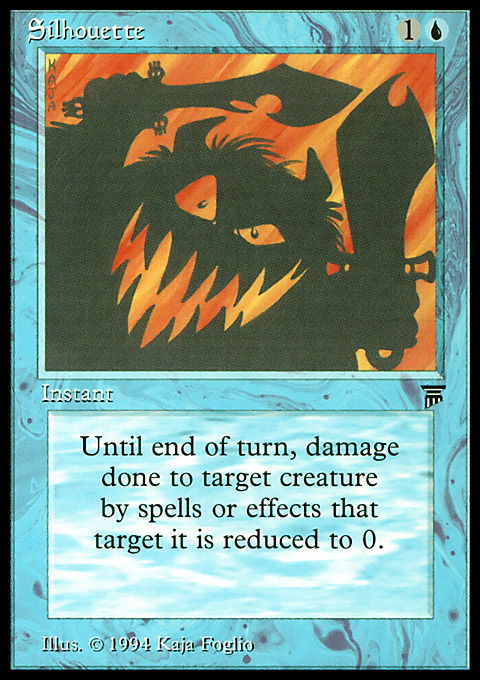 Silhouette 1
KAJA
Instant
Until end of turn, damage
done to target creature
by spells or effects that
target it is reduced to 0.
Illus. © 1994 Kaja Foglio